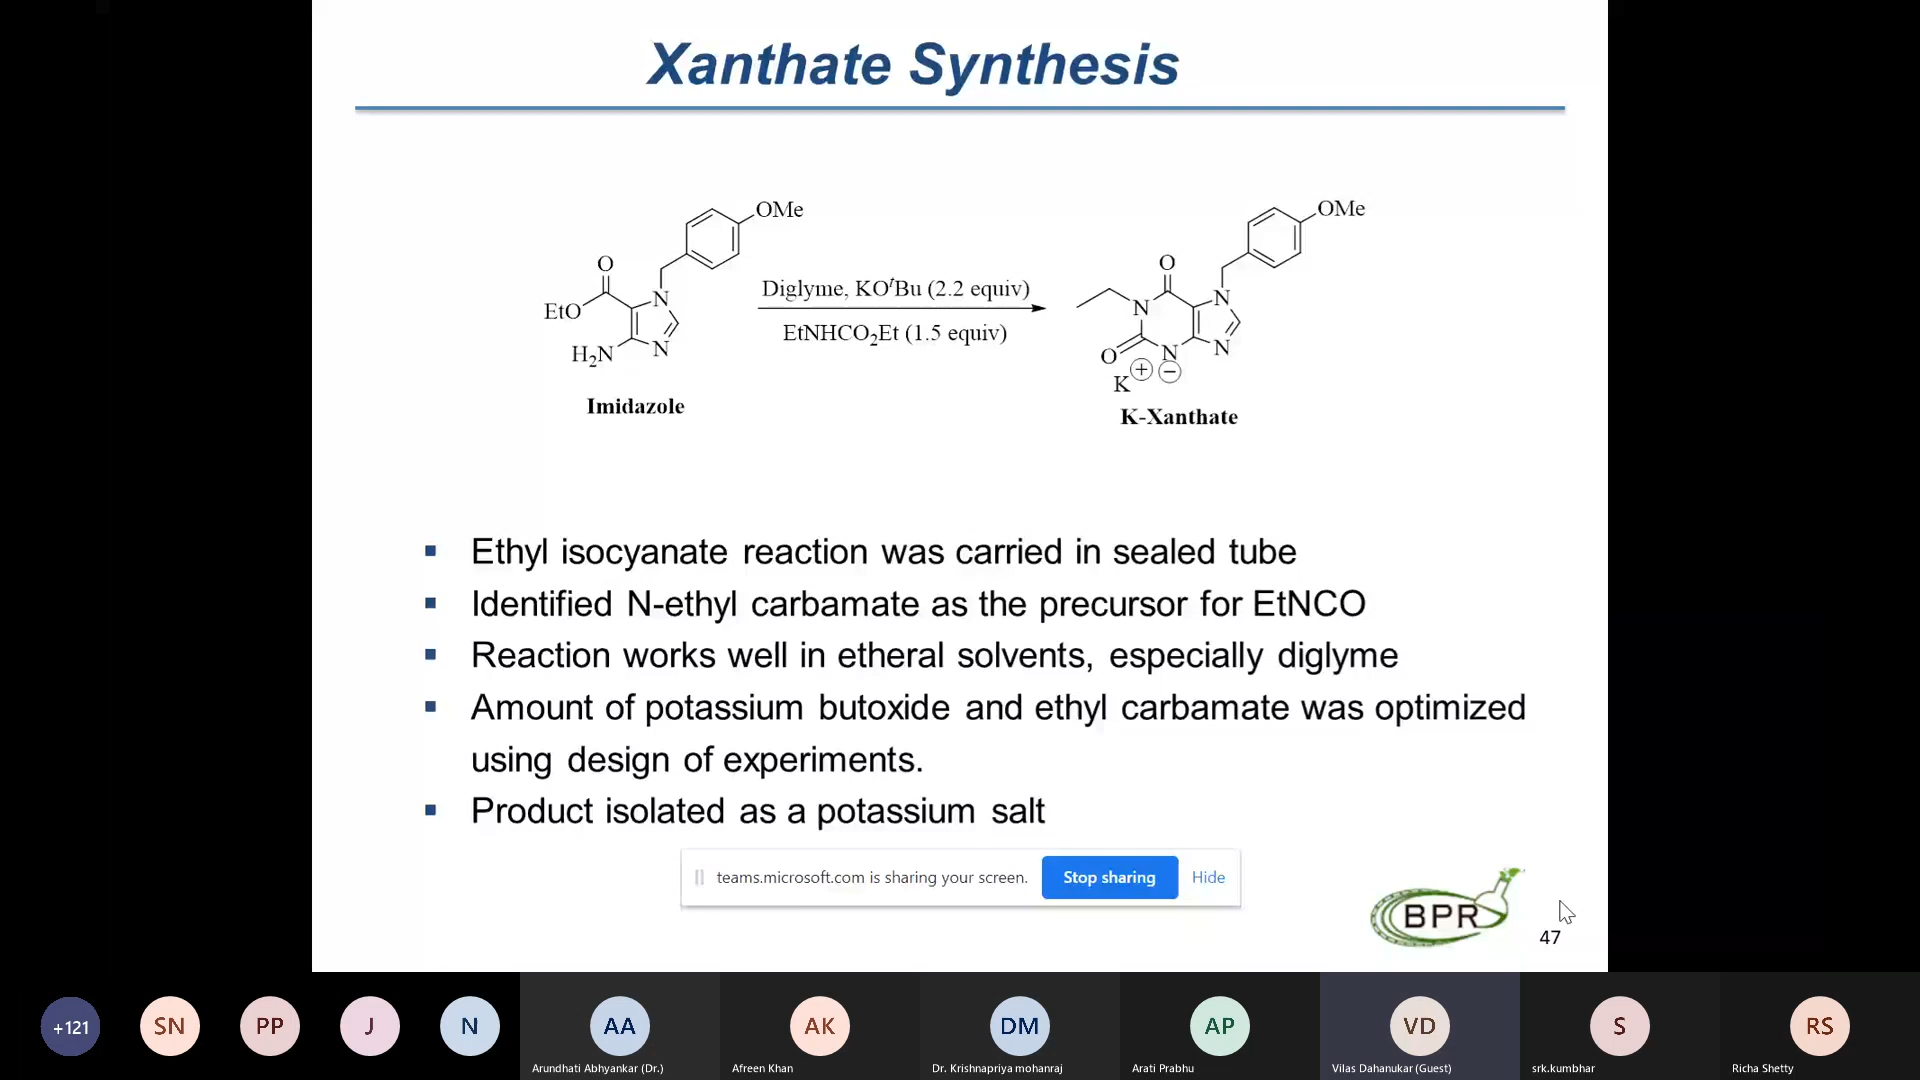 Xanthate Synthesis
OMe
O
EtO
N
H₂N
N
Imidazole
Diglyme, KOᵗBu (2.2 equiv)
EtNHCO₂Et (1.5 equiv)
OMe
O
N
N
O
N
N
K + −
K-Xanthate
Ethyl isocyanate reaction was carried in sealed tube
Identified N-ethyl carbamate as the precursor for EtNCO
Reaction works well in etheral solvents, especially diglyme
Amount of potassium butoxide and ethyl carbamate was optimized
using design of experiments.
Product isolated as a potassium salt
teams.microsoft.com is sharing your screen. Stop sharing Hide
BPR
47
+121 SN PP J N AA AK DM AP VD S RS
Arundhati Abhyankar (Dr.) Afreen Khan Dr. Krishnapriya mohanraj Arati Prabhu Vilas Dahanukar (Guest) srk.kumbhar Richa Shetty